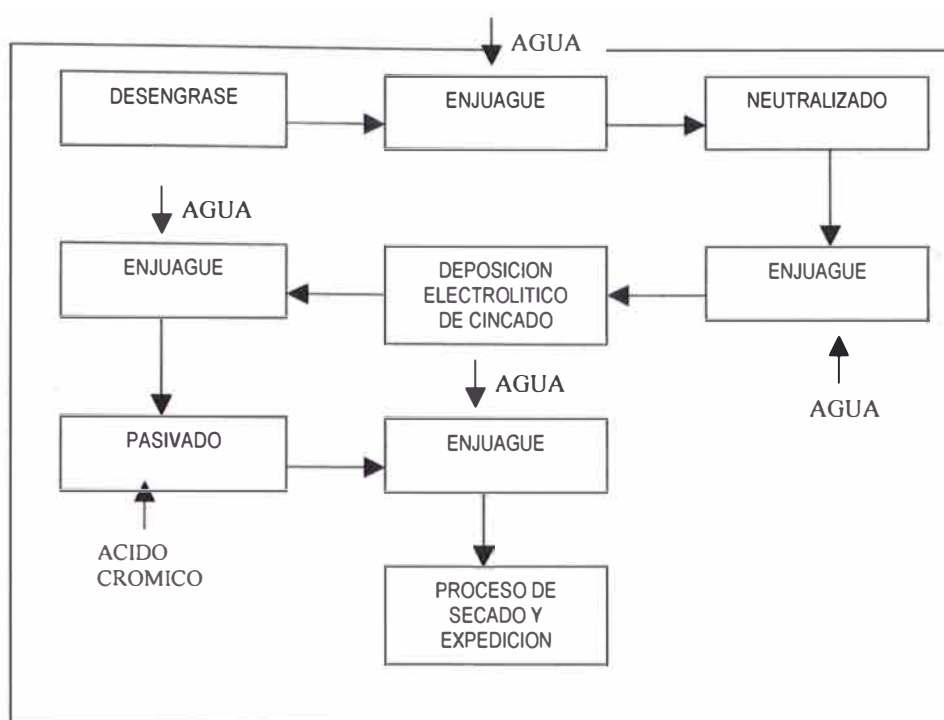 AGUA
DESENGRASE
ENJUAGUE
NEUTRALIZADO
AGUA
ENJUAGUE
DEPOSICION
ELECTROLITICO
DE CINCADO
ENJUAGUE
AGUA
AGUA
PASIVADO
ENJUAGUE
ACIDO
CROMICO
PROCESO DE
SECADO Y
EXPEDICION